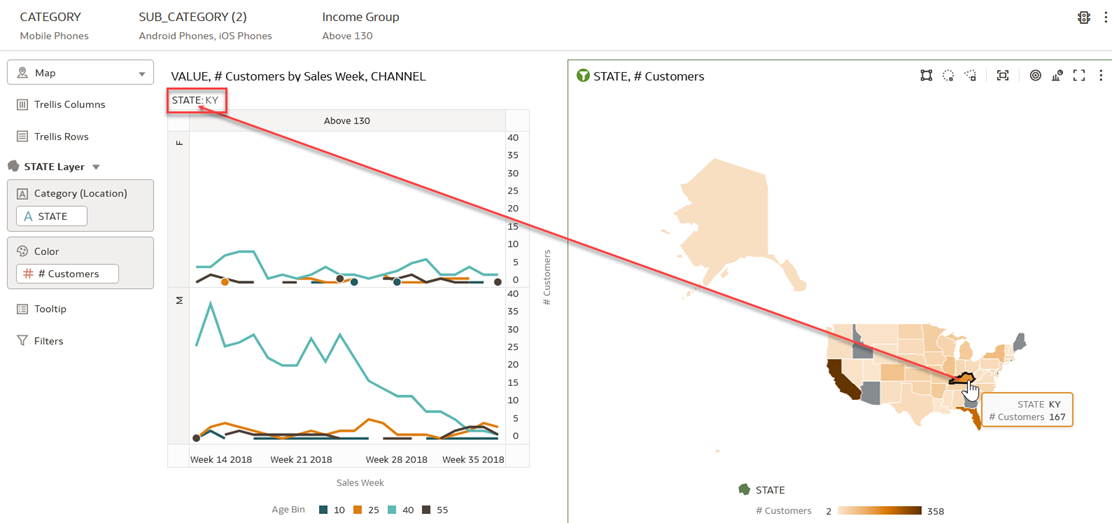 CATEGORY
Mobile Phones
SUB_CATEGORY (2)
Android Phones, iOS Phones
Income Group
Above 130
Map
Trellis Columns
Trellis Rows
STATE Layer
Category (Location)
A STATE
Color
# # Customers
Tooltip
Filters
VALUE, # Customers by Sales Week, CHANNEL
STATE: KY
Above 130
F
40
35
30
25
20
15
10
5
0
M
40
35
30
25
20
15
10
5
0
# Customers
Week 14 2018
Week 21 2018
Week 28 2018
Week 35 2018
Sales Week
Age Bin 10 25 40 55
STATE, # Customers
STATE KY
# Customers 167
STATE
# Customers 2 358